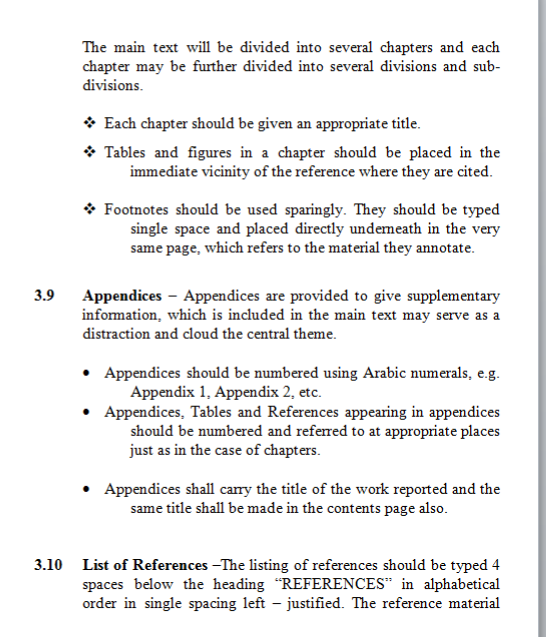 The main text will be divided into several chapters and each
chapter may be further divided into several divisions and sub-
divisions.
❖ Each chapter should be given an appropriate title.
❖ Tables and figures in a chapter should be placed in the
immediate vicinity of the reference where they are cited.
❖ Footnotes should be used sparingly. They should be typed
single space and placed directly underneath in the very
same page, which refers to the material they annotate.
3.9 Appendices – Appendices are provided to give supplementary
information, which is included in the main text may serve as a
distraction and cloud the central theme.
• Appendices should be numbered using Arabic numerals, e.g.
Appendix 1, Appendix 2, etc.
• Appendices, Tables and References appearing in appendices
should be numbered and referred to at appropriate places
just as in the case of chapters.
• Appendices shall carry the title of the work reported and the
same title shall be made in the contents page also.
3.10 List of References –The listing of references should be typed 4
spaces below the heading “REFERENCES” in alphabetical
order in single spacing left – justified. The reference material